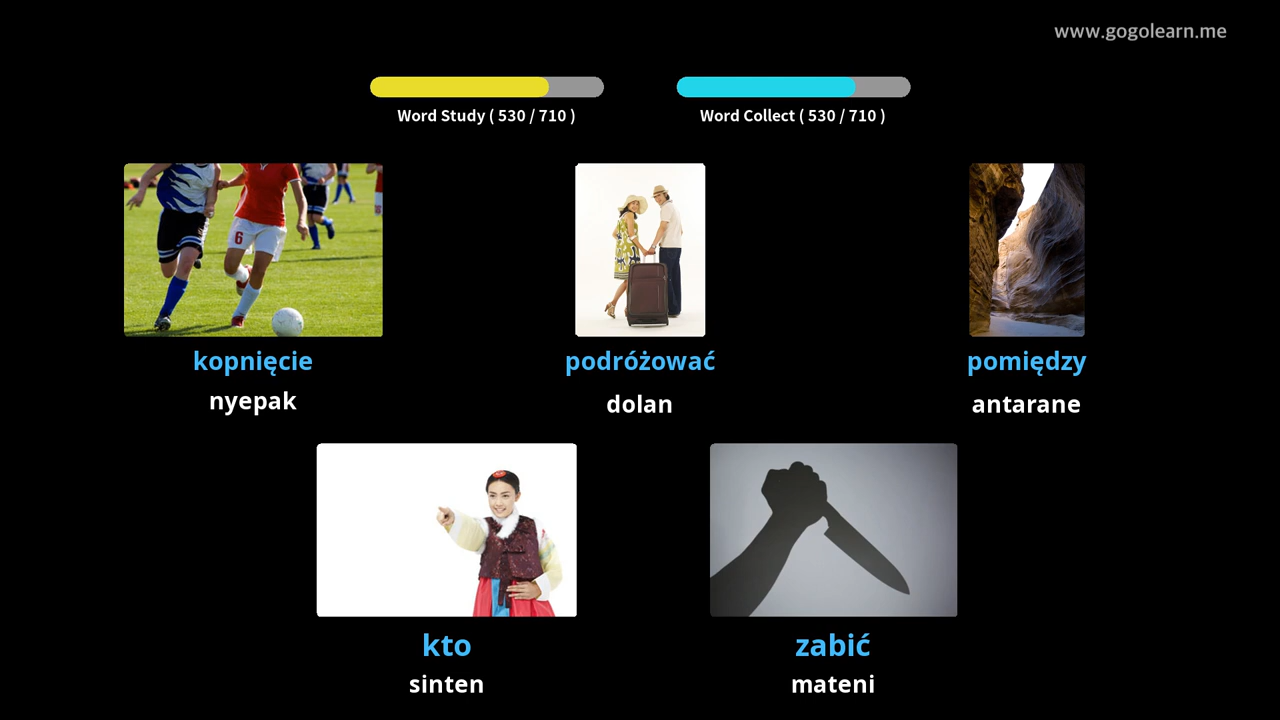 www.gogolearn.me
Word Study ( 530 / 710 )
Word Collect ( 530 / 710 )
6
kopnięcie
podróżować
pomiędzy
nyepak
dolan
antarane
kto
zabić
sinten
mateni